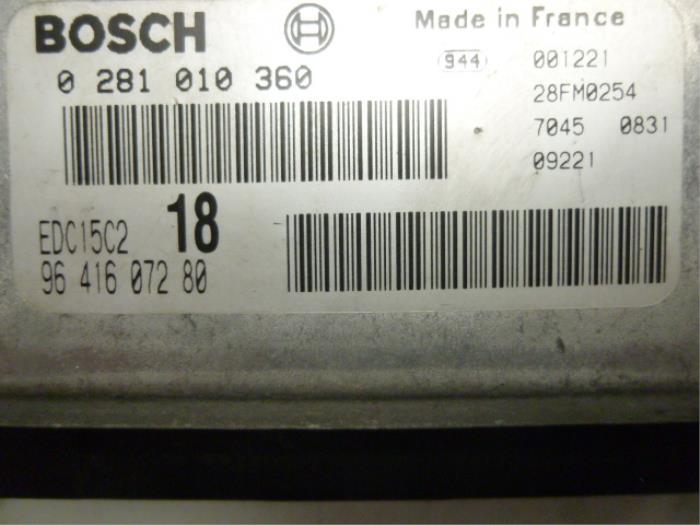 BOSCH
Made in France
0 281 010 360
944 001221
28FM0254
7045 0831
09221
EDC15C2 18
96 416 072 80